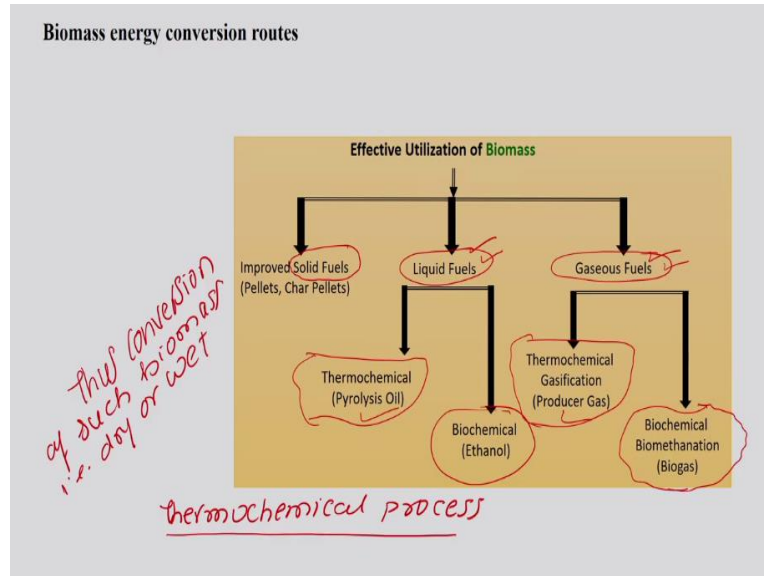 Biomass energy conversion routes
Effective Utilization of Biomass
Improved Solid Fuels
(Pellets, Char Pellets)
Liquid Fuels
Gaseous Fuels
Thermochemical
(Pyrolysis Oil)
Biochemical
(Ethanol)
Thermochemical
Gasification
(Producer Gas)
Biochemical
Biomethanation
(Biogas)
thus conversion
of such biomass
i.e. dry or wet
thermochemical process